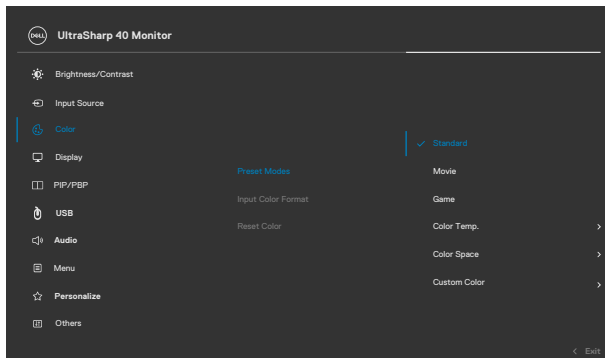 DELL
UltraSharp 40 Monitor
Brightness/Contrast
Input Source
Color
Display
PIP/PBP
USB
Audio
Menu
Personalize
Others
Preset Modes
Input Color Format
Reset Color
Standard
Movie
Game
Color Temp.
Color Space
Custom Color
Exit